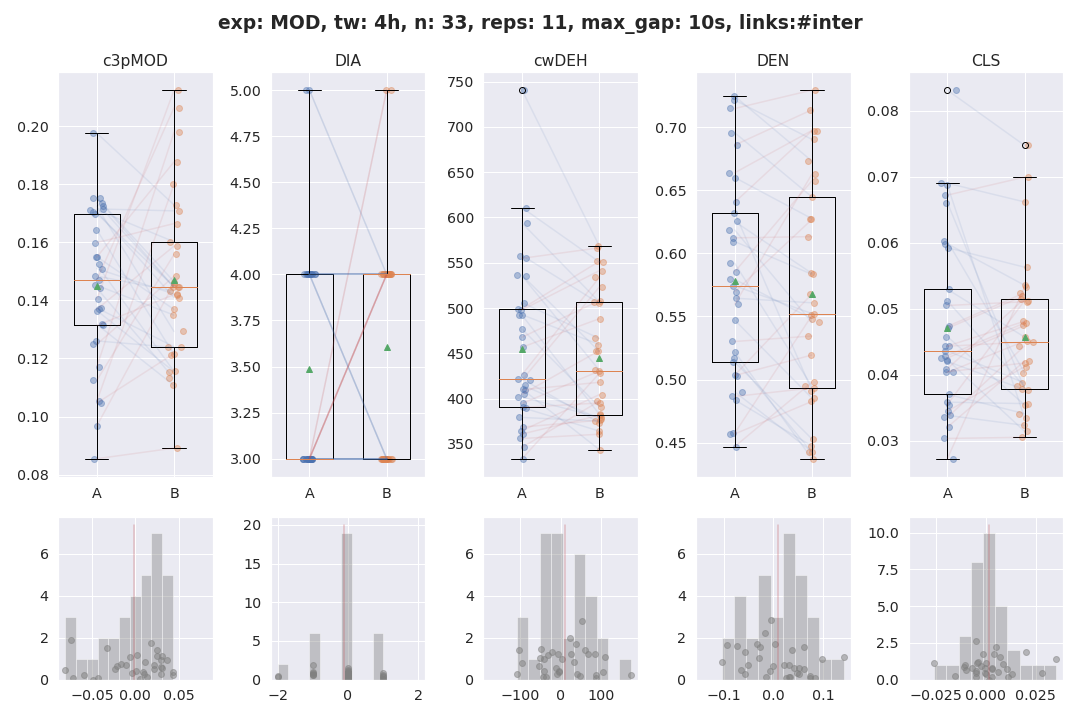 exp: MOD, tw: 4h, n: 33, reps: 11, max_gap: 10s, links:#inter
c3pMOD DIA cwDEH DEN CLS
0.20 0.18 0.16 0.14 0.12 0.10 0.08
5.00 4.75 4.50 4.25 4.00 3.75 3.50 3.25 3.00
750 700 650 600 550 500 450 400 350
0.70 0.65 0.60 0.55 0.50 0.45
0.08 0.07 0.06 0.05 0.04 0.03
A B A B A B A B A B
6 4 2 0
20 15 10 5 0
6 4 2 0
6 4 2 0
10.0 7.5 5.0 2.5 0.0
−0.05 0.00 0.05 −2 0 2 −100 0 100 −0.1 0.0 0.1 −0.025 0.000 0.025